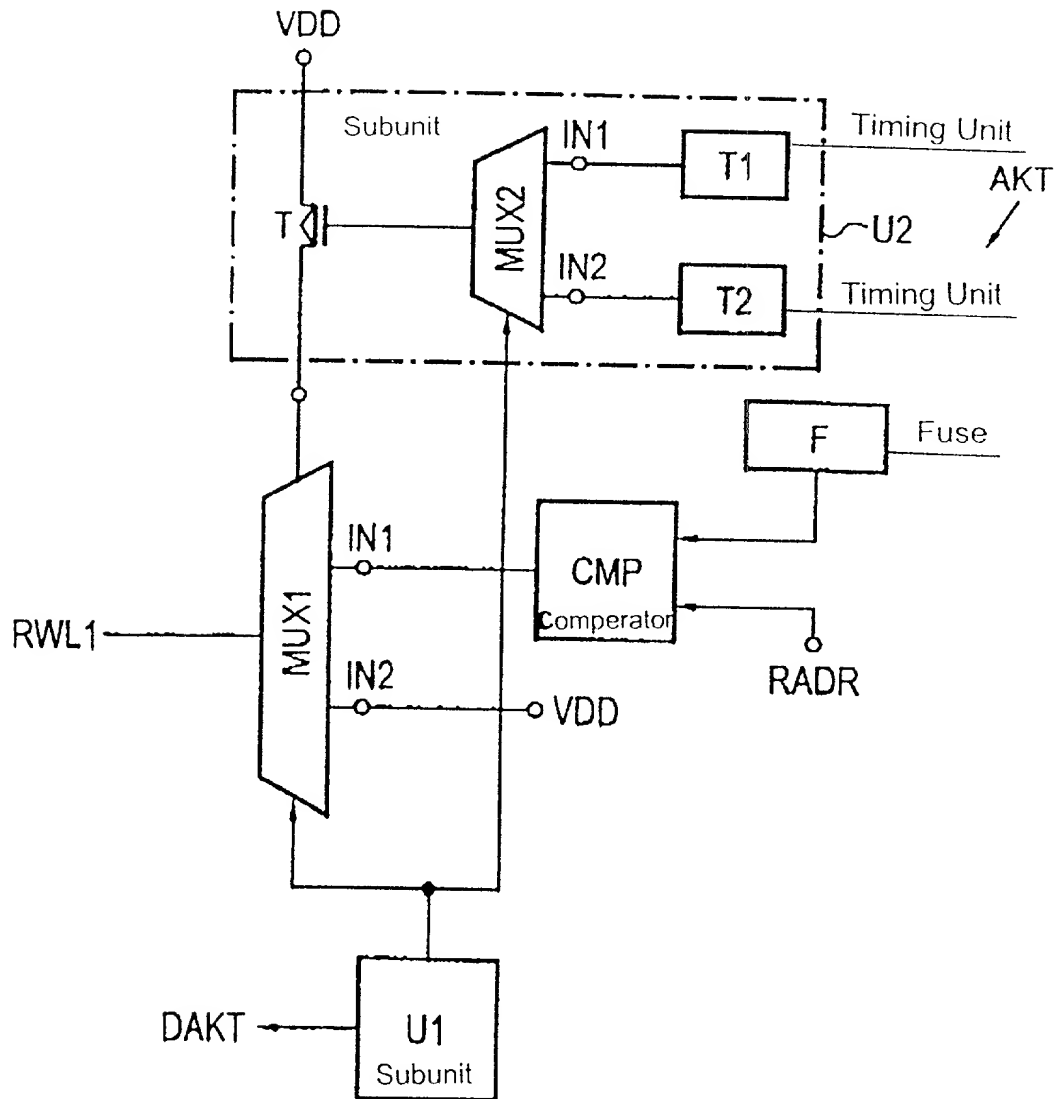 VDD
Subunit
IN1
T1
Timing Unit
AKT
T
MUX2
U2
IN2
T2
Timing Unit
F
Fuse
IN1
CMP
Comperator
MUX1
RWL1
RADR
IN2
VDD
DAKT
U1
Subunit